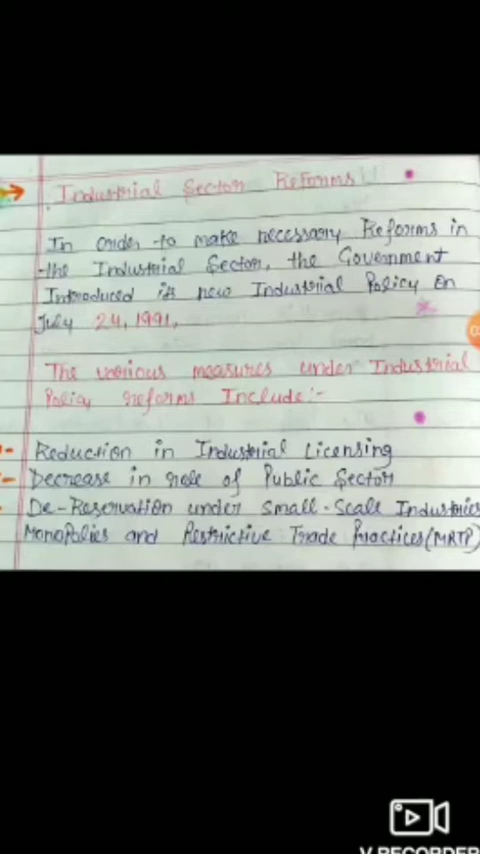 Industrial Sector Reforms
In order to make necessary Reforms in
the Industrial Sector, the Government
Introduced its new Industrial Policy on
July 24, 1991.
The various measures under Industrial
Policy reforms Include:-
Reduction in Industrial Licensing
Decrease in role of Public Sector
De-Reservation under Small-Scale Industries
Monopolies and Restrictive Trade Practices (MRTP)
V RECORDER